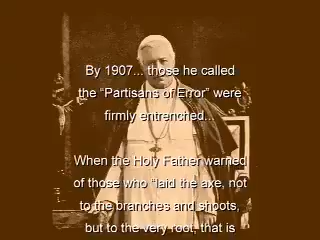 By 1907... those he called
the “Partisans of Error” were
firmly entrenched...
When the Holy Father warned
of those who “laid the axe, not
to the branches and shoots,
but to the very root, that is